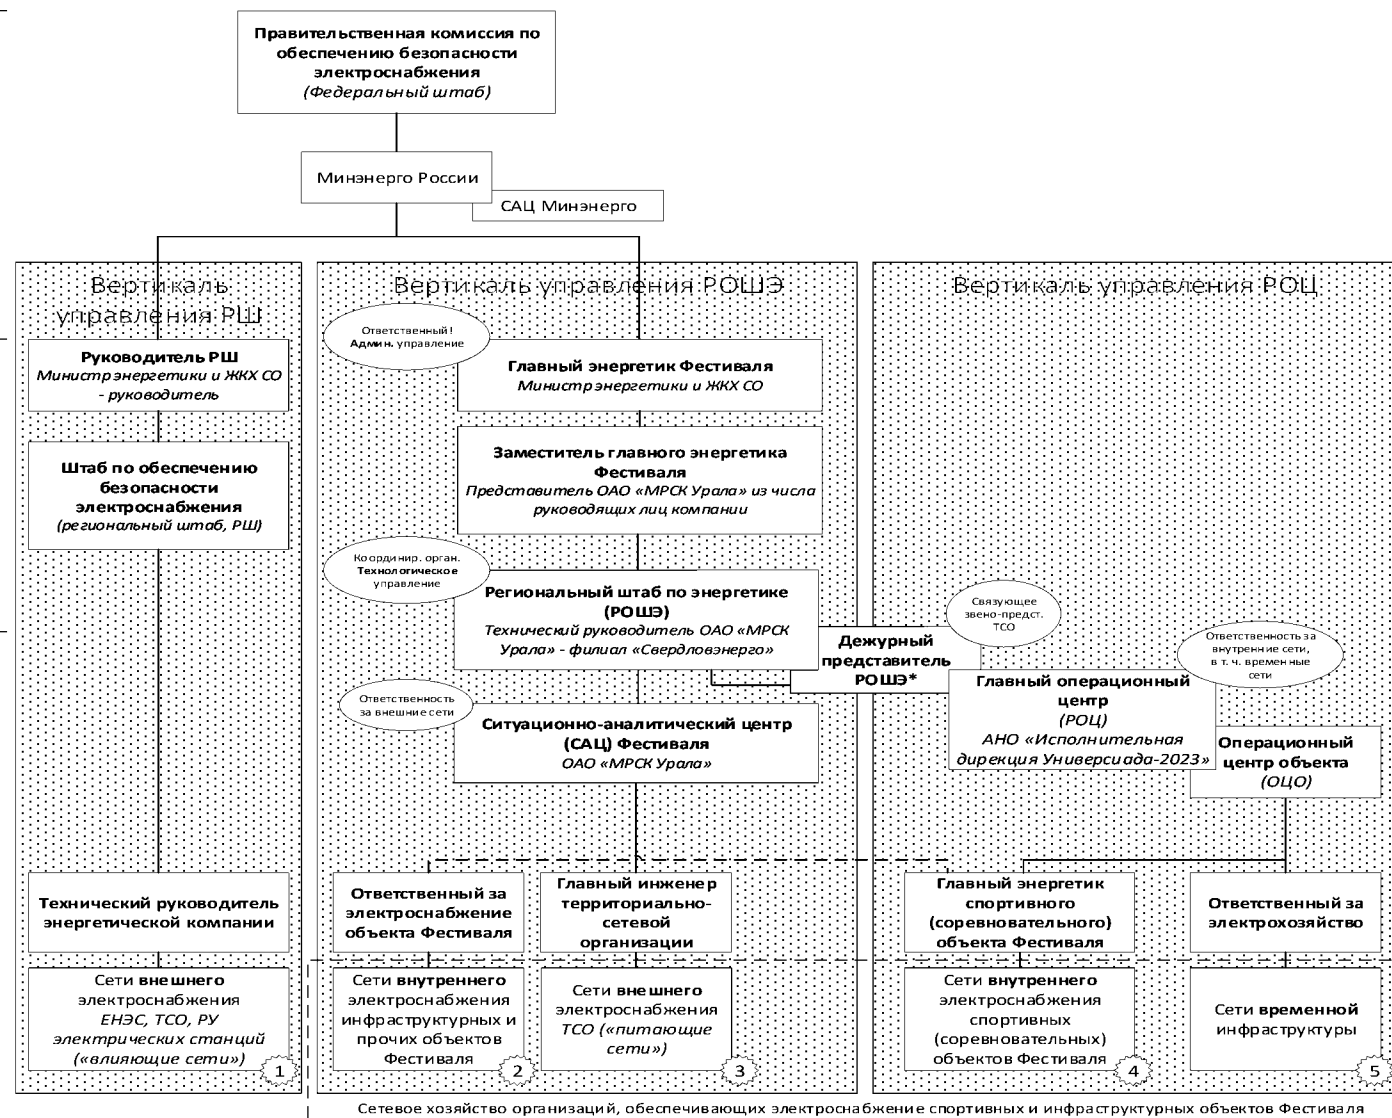 Правительственная комиссия по
обеспечению безопасности
электроснабжения
(Федеральный штаб)
Минэнерго России
САЦ Минэнерго
Вертикаль
управления РШ
Руководитель РШ
Министр энергетики и ЖКХ СО
- руководитель
Штаб по обеспечению
безопасности
электроснабжения
(региональный штаб, РШ)
Технический руководитель
энергетической компании
Сети внешнего
электроснабжения
ЕНЭС, ТСО, РУ
электрических станций
(«влияющие сети»)
1
Вертикаль управления РОШЭ
Ответственный!
Админ. управление
Главный энергетик Фестиваля
Министр энергетики и ЖКХ СО
Заместитель главного энергетика
Фестиваля
Представитель ОАО «МРСК Урала» из числа
руководящих лиц компании
Координир. орган.
Технологическое
управление
Региональный штаб по энергетике
(РОШЭ)
Технический руководитель ОАО «МРСК
Урала» - филиал «Свердловэнерго»
Дежурный
представитель
РОШЭ*
Ответственность
за внешние сети
Ситуационно-аналитический центр
(САЦ) Фестиваля
ОАО «МРСК Урала»
Ответственный за
электроснабжение
объекта Фестиваля
Главный инженер
территориально-
сетевой
организации
Сети внутреннего
электроснабжения
инфраструктурных и
прочих объектов
Фестиваля
2
Сети внешнего
электроснабжения
ТСО («питающие
сети»)
3
Вертикаль управления РОЦ
Связующее
звено-предст.
ТСО
Ответственность за
внутренние сети,
в т. ч. временные
сети
Главный операционный
центр
(РОЦ)
АНО «Исполнительная
дирекция Универсиада-2023»
Операционный
центр объекта
(ОЦО)
Главный энергетик
спортивного
(соревновательного)
объекта Фестиваля
Ответственный за
электрохозяйство
Сети внутреннего
электроснабжения
спортивных
(соревновательных)
объектов Фестиваля
4
Сети временной
инфраструктуры
5
Сетевое хозяйство организаций, обеспечивающих электроснабжение спортивных и инфраструктурных объектов Фестиваля